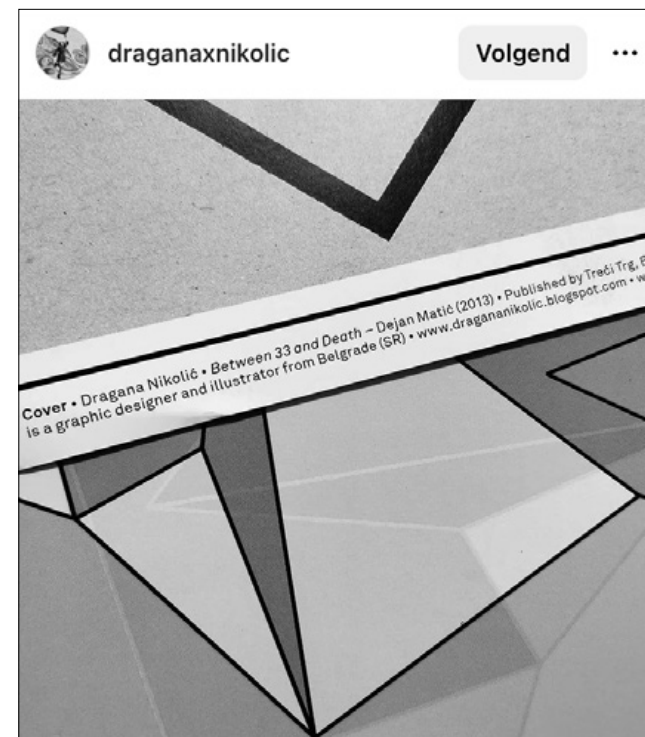 draganaxnikolic
Volgend
Cover • Dragana Nikolić • Between 33 and Death – Dejan Matić (2013) • Published by Treći Trg,
is a graphic designer and illustrator from Belgrade (SR) • www.dragananikolic.blogspot.com •